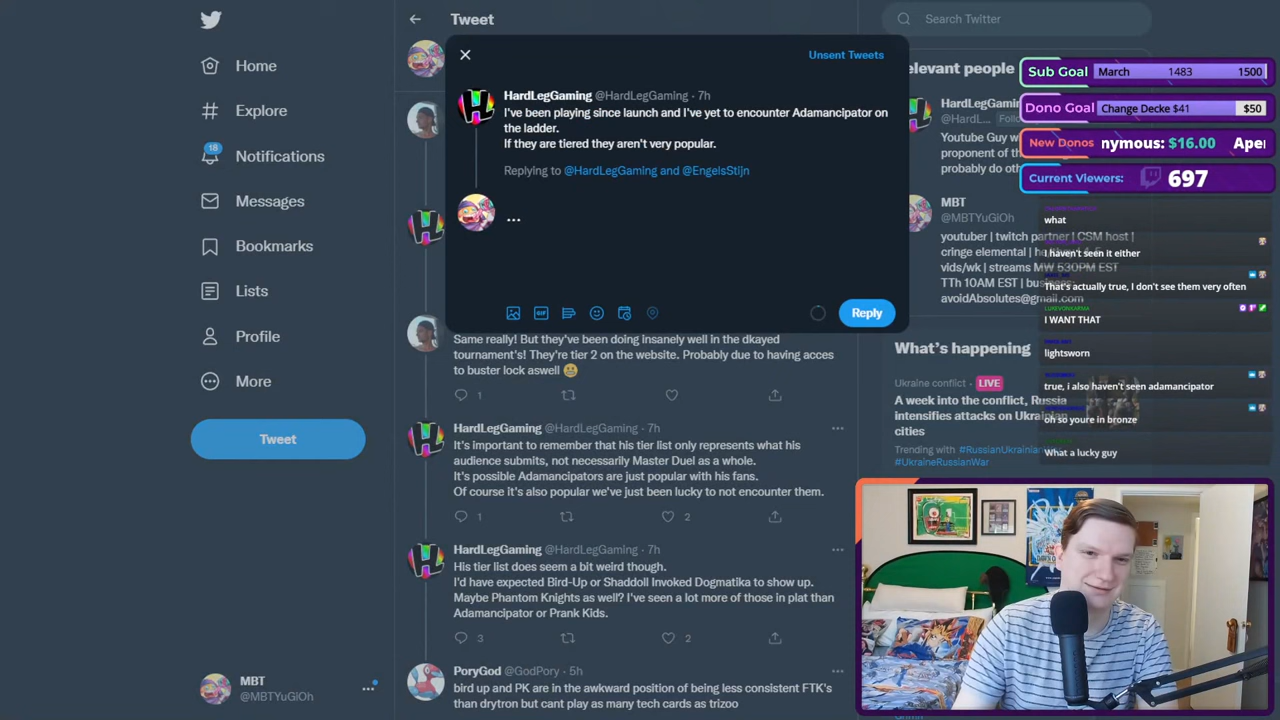 Home
Explore
18
Notifications
Messages
Bookmarks
Lists
Profile
More
Tweet
MBT
@MBTYuGiOh
Tweet
Unsent Tweets
HardLegGaming @HardLegGaming · 7h
I've been playing since launch and I've yet to encounter Adamancipator on
the ladder.
If they are tiered they aren't very popular.
Replying to @HardLegGaming and @EngelsStijn
...
GIF
Reply
Same really! But they've been doing insanely well in the dkayed
tournament's! They're tier 2 on the website. Probably due to having acces
to buster lock aswell 😬
1
HardLegGaming @HardLegGaming · 7h
It's important to remember that his tier list only represents what his
audience submits, not necessarily Master Duel as a whole.
It's possible Adamancipators are just popular with his fans.
Of course it's also popular we've just been lucky to not encounter them.
1
2
HardLegGaming @HardLegGaming · 7h
His tier list does seem a bit weird though.
I'd have expected Bird-Up or Shaddoll Invoked Dogmatika to show up.
Maybe Phantom Knights as well? I've seen a lot more of those in plat than
Adamancipator or Prank Kids.
3
2
PoryGod @GodPory · 5h
bird up and PK are in the awkward position of being less consistent FTK's
than drytron but cant play as many tech cards as trizoo
Search Twitter
elevant people
HardLegGaming
@HardL... Follow
Youtube Guy w
proponent of th
probably do oth
MBT
@MBTYuGiOh
youtuber | twitch partner | CSM host |
cringe elemental | he
vids/wk | streams MW 530PM EST
TTh 10AM EST | business:
avoidAbsolutes@gmail.com
What's happening
Ukraine conflict · LIVE
A week into the conflict, Russia
intensifies attacks on Ukrainian
cities
Trending with #RussiaUkrainian
#UkraineRussianWar
Sub Goal
March
1483
1500
Dono Goal
Change Decke $41
$50
New Donos
nymous: $16.00
Ape
Current Viewers:
697
what
I haven't seen it either
That's actually true, I don't see them very often
LUXEVONKARMA
I WANT THAT
lightsworn
true, i also haven't seen adamancipator
oh so youre in bronze
What a lucky guy